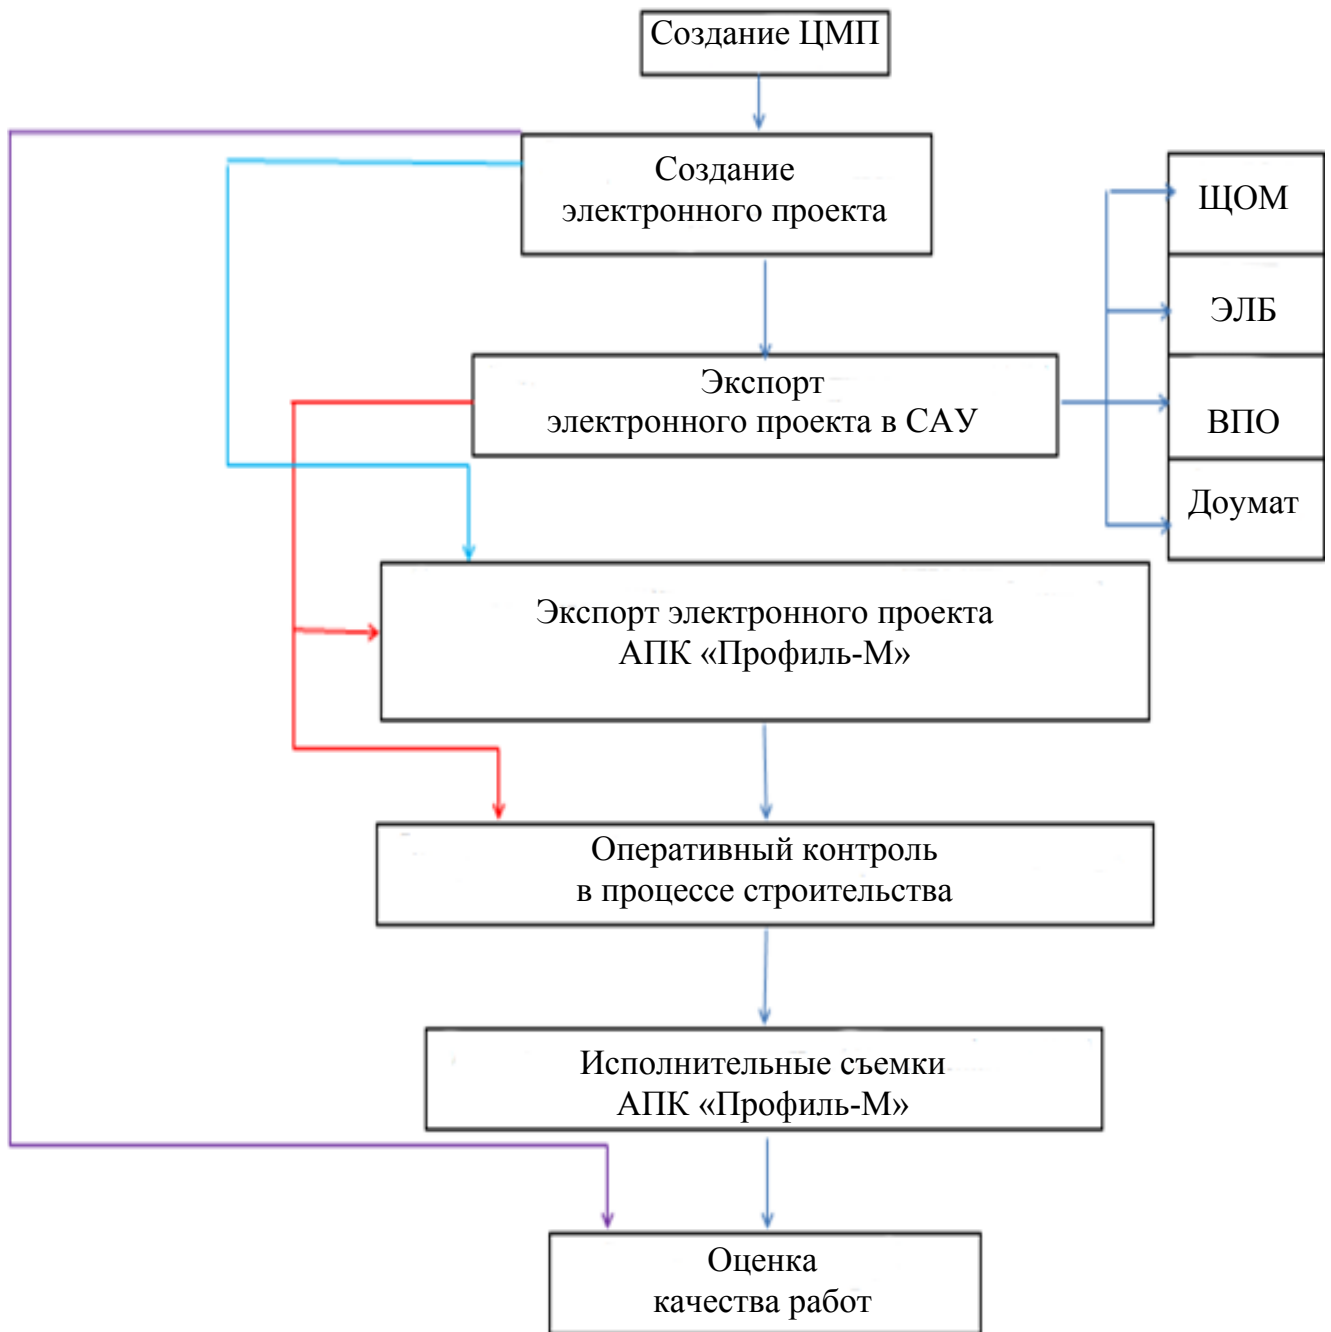 Создание ЦМП
Создание
электронного проекта
ЩОМ
ЭЛБ
ВПО
Доумат
Экспорт
электронного проекта в САУ
Экспорт электронного проекта
АПК «Профиль-М»
Оперативный контроль
в процессе строительства
Исполнительные съемки
АПК «Профиль-М»
Оценка
качества работ